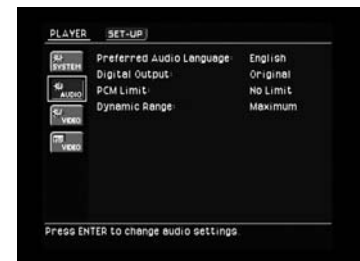 PLAYER SET-UP
SYSTEM
AUDIO
VIDEO
VIDEO
Preferred Audio Language: English
Digital Output: Original
PCM Limit: No Limit
Dynamic Range: Maximum
Press ENTER to change audio settings.